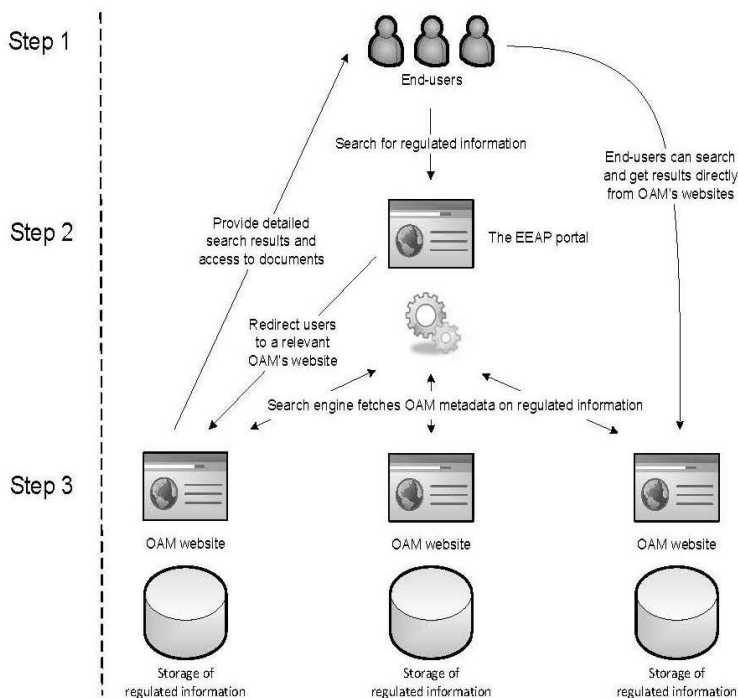 Step 1
End-users
Search for regulated information
End-users can search
and get results directly
from OAM's websites
Step 2
Provide detailed
search results and
access to documents
The EEAP portal
Redirect users
to a relevant
OAM's website
Search engine fetches OAM metadata on regulated information
Step 3
OAM website
OAM website
OAM website
Storage of
regulated information
Storage of
regulated information
Storage of
regulated information